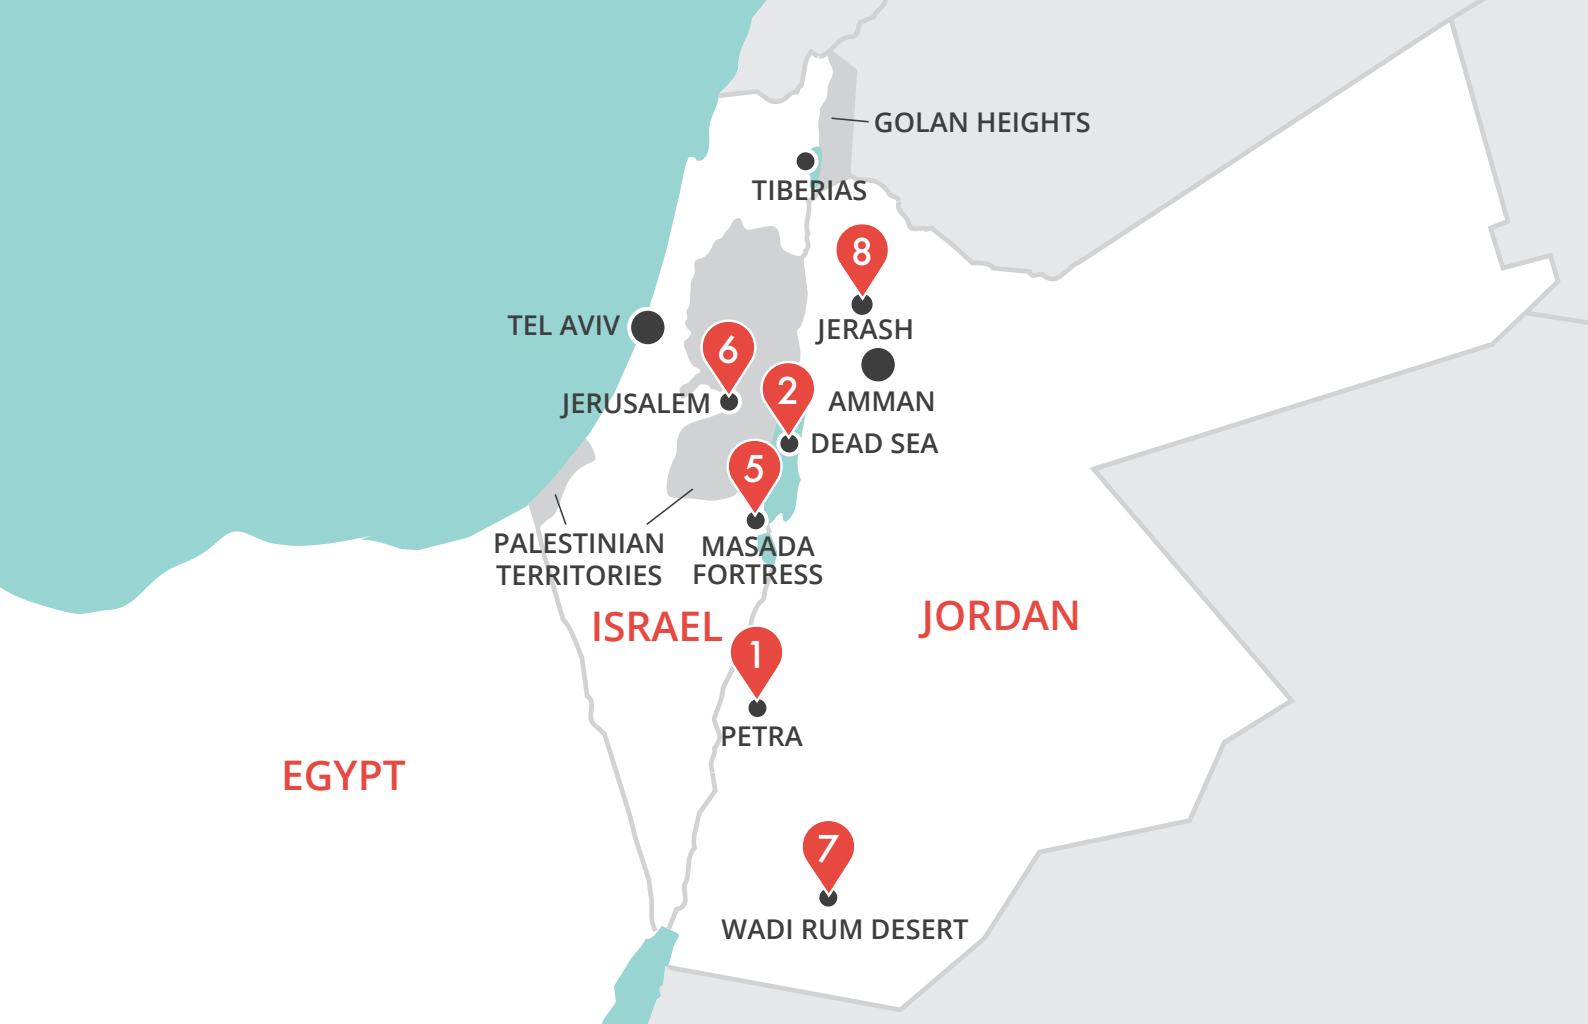 GOLAN HEIGHTS
TIBERIAS
8
JERASH
TEL AVIV
6
AMMAN
2
JERUSALEM
DEAD SEA
5
PALESTINIAN
TERRITORIES
MASADA
FORTRESS
ISRAEL
JORDAN
1
PETRA
EGYPT
7
WADI RUM DESERT